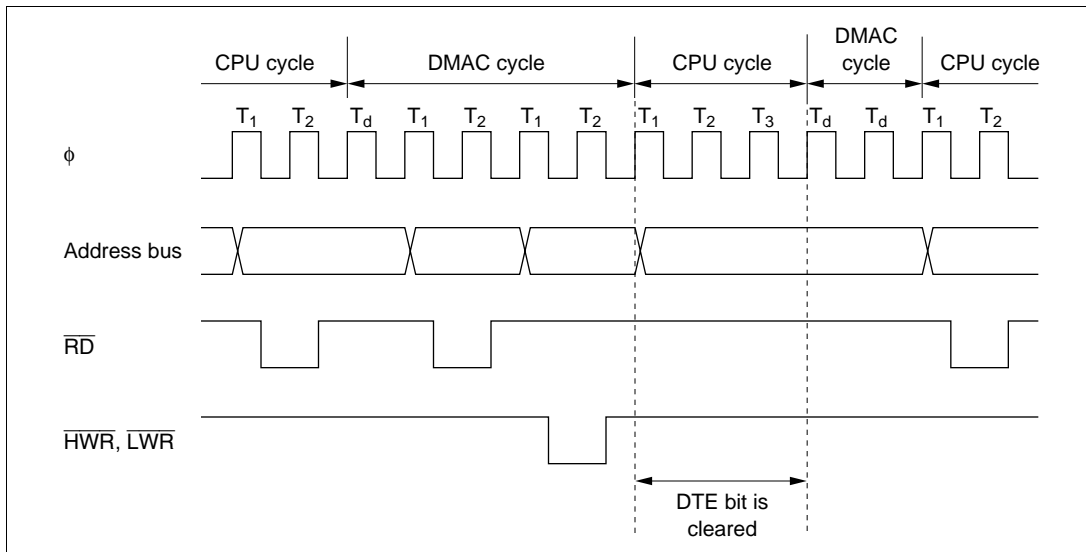 DMAC
CPU cycle DMAC cycle CPU cycle cycle CPU cycle
T1 T2 Td T1 T2 T1 T2 T1 T2 T3 Td Td T1 T2
ϕ
Address bus
RD
HWR, LWR
DTE bit is
cleared